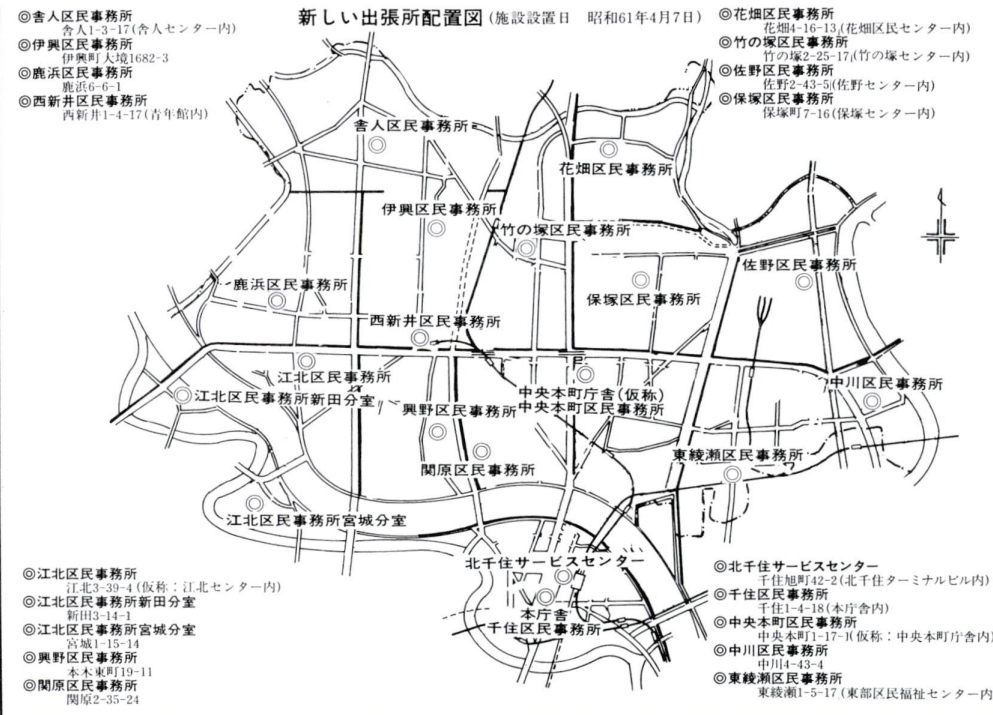 新しい出張所配置図(施設設置日 昭和61年4月7日)
◎舎人区民事務所
舎人1-3-17(舎人センター内)
◎伊興区民事務所
伊興町大境1682-3
◎鹿浜区民事務所
鹿浜6-6-1
◎西新井区民事務所
西新井1-4-17(青年館内)
◎花畑区民事務所
花畑4-16-13(花畑区民センター内)
◎竹の塚区民事務所
竹の塚2-25-17(竹の塚センター内)
◎佐野区民事務所
佐野2-43-5(佐野センター内)
◎保塚区民事務所
保塚町7-16(保塚センター内)
舎人区民事務所
花畑区民事務所
伊興区民事務所
竹の塚区民事務所
佐野区民事務所
鹿浜区民事務所
保塚区民事務所
西新井区民事務所
江北区民事務所
中川区民事務所
江北区民事務所新田分室
中央本町庁舎(仮称)
興野区民事務所
中央本町区民事務所
東綾瀬区民事務所
関原区民事務所
江北区民事務所宮城分室
北千住サービスセンター
本庁舎
千住区民事務所
◎江北区民事務所
江北3-39-4(仮称:江北センター内)
◎江北区民事務所新田分室
新田3-14-1
◎江北区民事務所宮城分室
宮城1-15-14
◎興野区民事務所
本木東町19-11
◎関原区民事務所
関原2-35-24
◎北千住サービスセンター
千住旭町42-2(北千住ターミナルビル内)
◎千住区民事務所
千住1-4-18(本庁舎内)
◎中央本町区民事務所
中央本町1-17-1(仮称:中央本町庁舎内)
◎中川区民事務所
中川4-43-4
◎東綾瀬区民事務所
東綾瀬1-5-17(東部区民福祉センター内